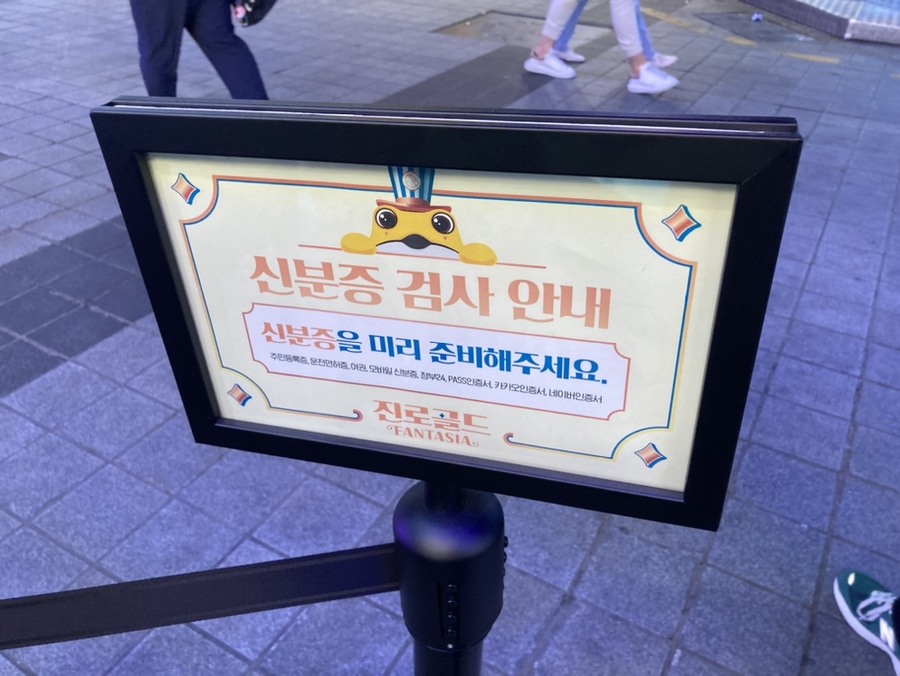 신분증 검사 안내
신분증을 미리 준비해주세요.
주민등록증, 운전면허증, 여권, 모바일 신분증, 정부24, PASS인증서, 카카오인증서, 네이버인증서
진로골드
FANTASIA